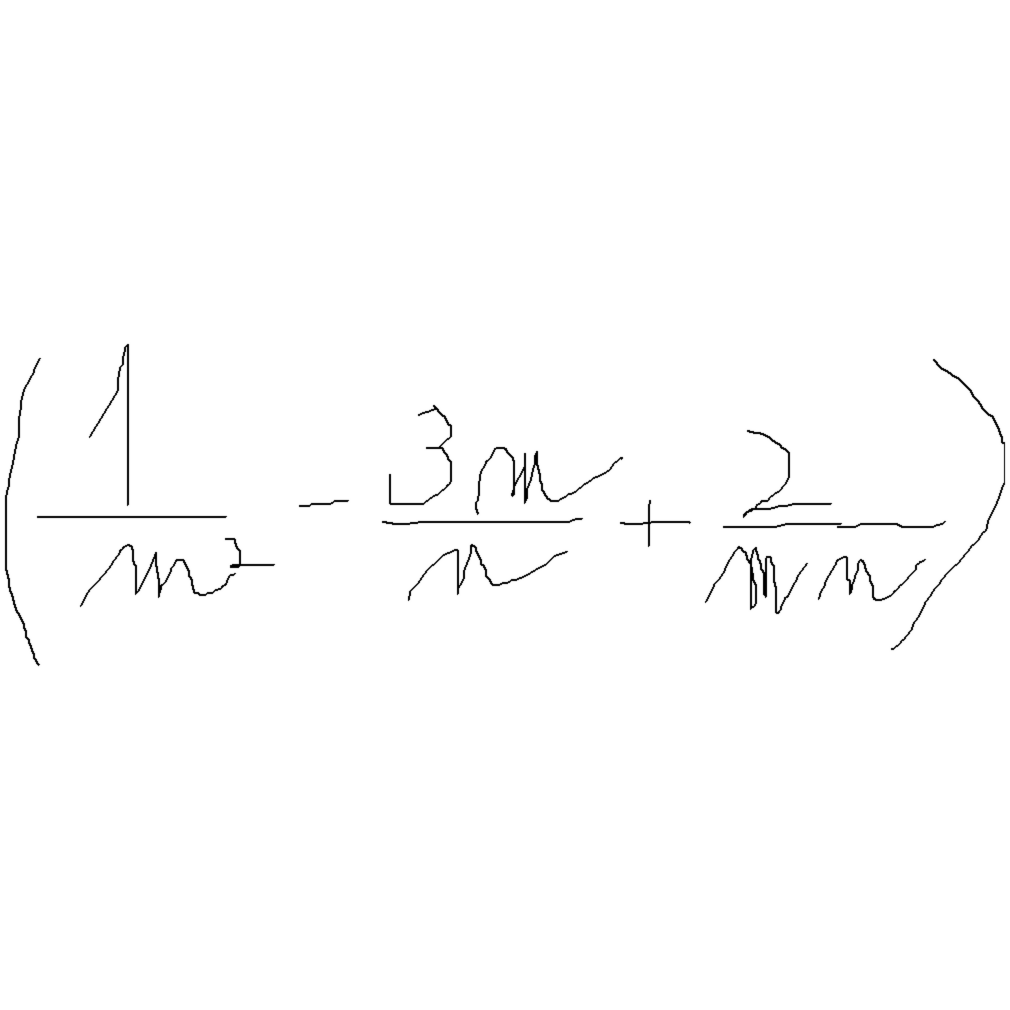 (1/m² - 3m/n + 2/mn)